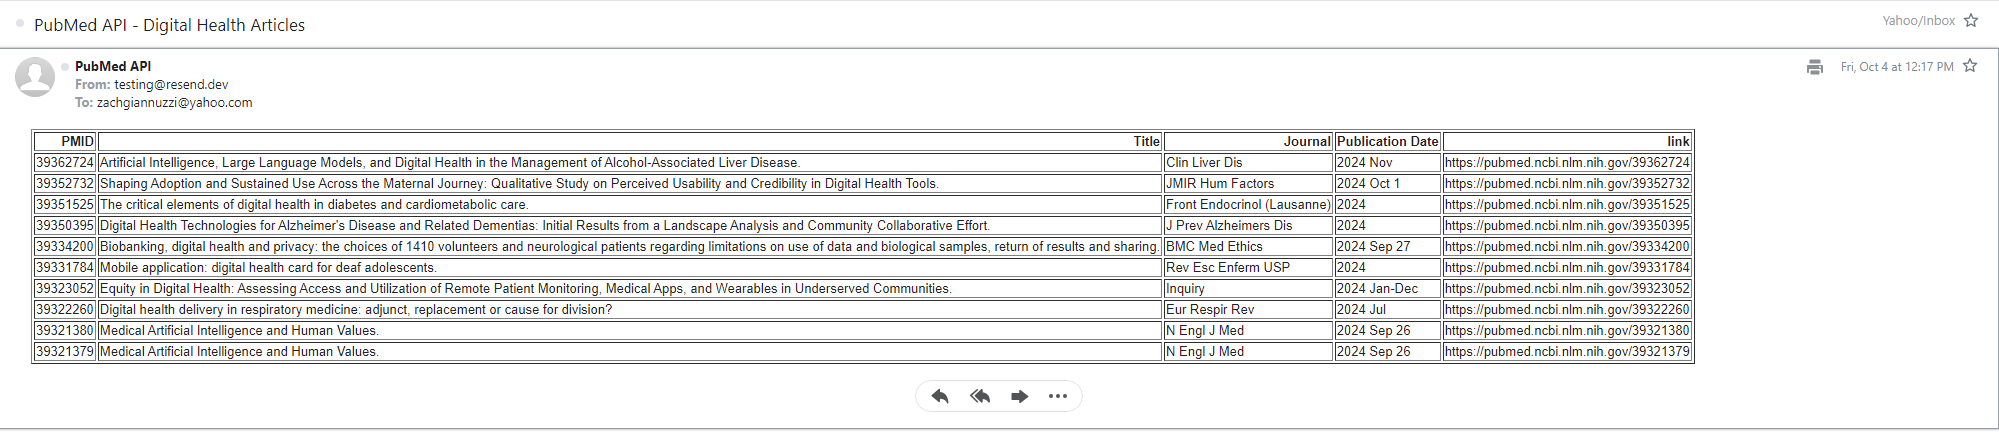 PubMed API - Digital Health Articles
Yahoo/Inbox
PubMed API
From: testing@resend.dev
To: zachgiannuzzi@yahoo.com
Fri, Oct 4 at 12:17 PM
PMID Title Journal Publication Date link
39362724 Artificial Intelligence, Large Language Models, and Digital Health in the Management of Alcohol-Associated Liver Disease. Clin Liver Dis 2024 Nov https://pubmed.ncbi.nlm.nih.gov/39362724
39352732 Shaping Adoption and Sustained Use Across the Maternal Journey: Qualitative Study on Perceived Usability and Credibility in Digital Health Tools. JMIR Hum Factors 2024 Oct 1 https://pubmed.ncbi.nlm.nih.gov/39352732
39351525 The critical elements of digital health in diabetes and cardiometabolic care. Front Endocrinol (Lausanne) 2024 https://pubmed.ncbi.nlm.nih.gov/39351525
39350395 Digital Health Technologies for Alzheimer's Disease and Related Dementias: Initial Results from a Landscape Analysis and Community Collaborative Effort. J Prev Alzheimers Dis 2024 https://pubmed.ncbi.nlm.nih.gov/39350395
39334200 Biobanking, digital health and privacy: the choices of 1410 volunteers and neurological patients regarding limitations on use of data and biological samples, return of results and sharing. BMC Med Ethics 2024 Sep 27 https://pubmed.ncbi.nlm.nih.gov/39334200
39331784 Mobile application: digital health card for deaf adolescents. Rev Esc Enferm USP 2024 https://pubmed.ncbi.nlm.nih.gov/39331784
39323052 Equity in Digital Health: Assessing Access and Utilization of Remote Patient Monitoring, Medical Apps, and Wearables in Underserved Communities. Inquiry 2024 Jan-Dec https://pubmed.ncbi.nlm.nih.gov/39323052
39322260 Digital health delivery in respiratory medicine: adjunct, replacement or cause for division? Eur Respir Rev 2024 Jul https://pubmed.ncbi.nlm.nih.gov/39322260
39321380 Medical Artificial Intelligence and Human Values. N Engl J Med 2024 Sep 26 https://pubmed.ncbi.nlm.nih.gov/39321380
39321379 Medical Artificial Intelligence and Human Values. N Engl J Med 2024 Sep 26 https://pubmed.ncbi.nlm.nih.gov/39321379